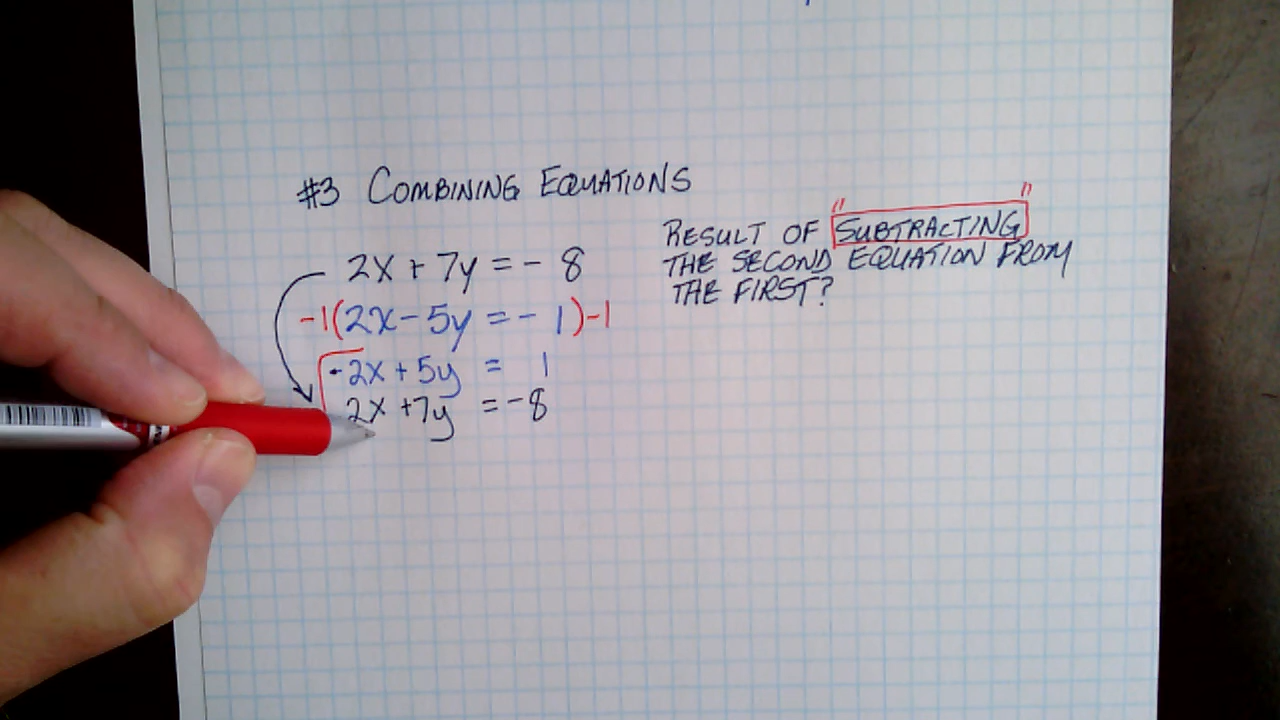 #3 COMBINING EQUATIONS
RESULT OF "SUBTRACTING"
THE SECOND EQUATION FROM
THE FIRST?
2x + 7y = - 8
-1(2x - 5y = - 1)-1
-2x + 5y = 1
2x + 7y = -8